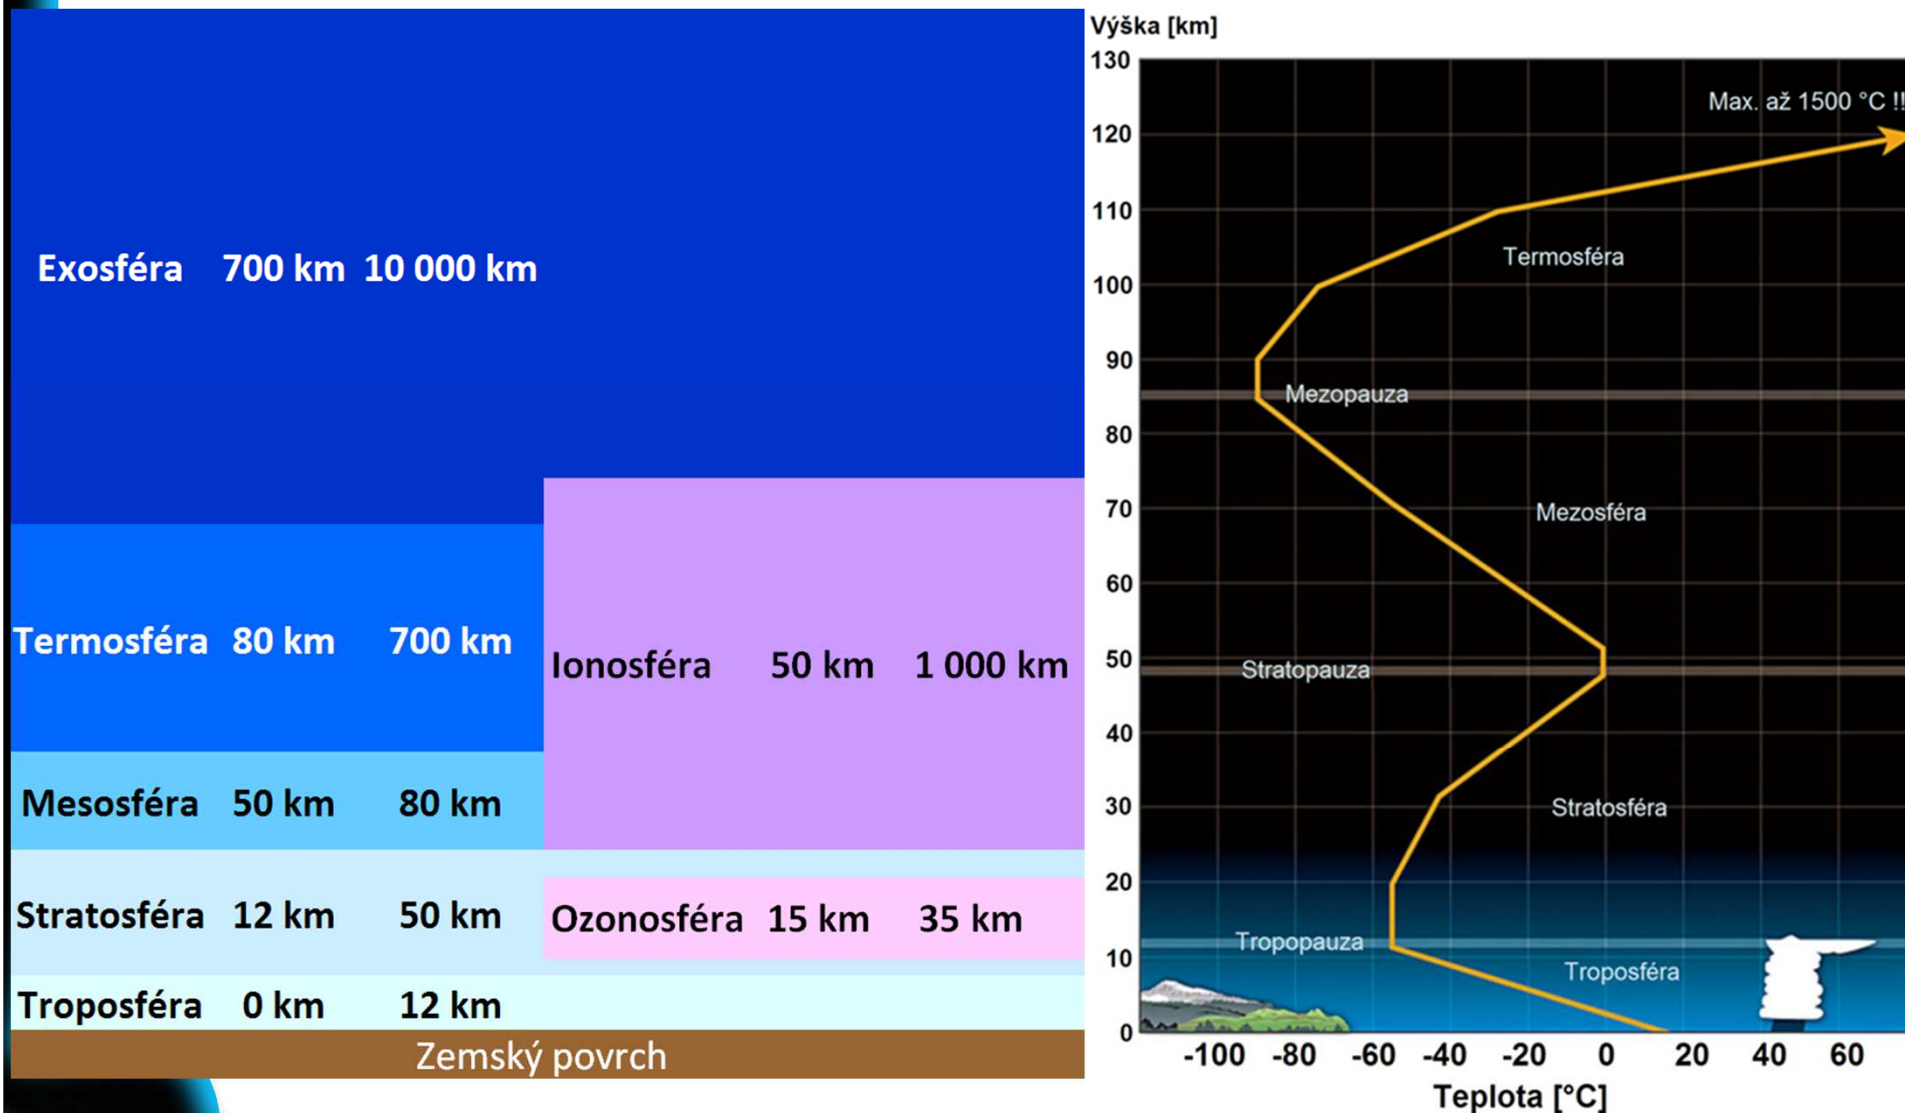 Exosféra 700 km 10 000 km
Termosféra 80 km 700 km
Ionosféra 50 km 1 000 km
Mesosféra 50 km 80 km
Stratosféra 12 km 50 km
Ozonosféra 15 km 35 km
Troposféra 0 km 12 km
Zemský povrch
Výška [km]
130
Max. až 1500 °C !!
120
110
Termosféra
100
90
Mezopauza
80
70
Mezosféra
60
50
Stratopauza
40
30
Stratosféra
20
Tropopauza
10
Troposféra
0
-100 -80 -60 -40 -20 0 20 40 60
Teplota [°C]